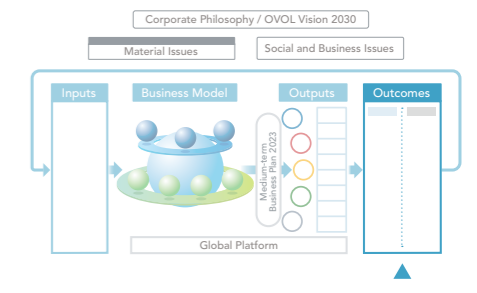 Corporate Philosophy / OVOL Vision 2030
Material Issues
Social and Business Issues
Inputs
Business Model
Outputs
Outcomes
Medium-term
Business Plan 2023
Global Platform